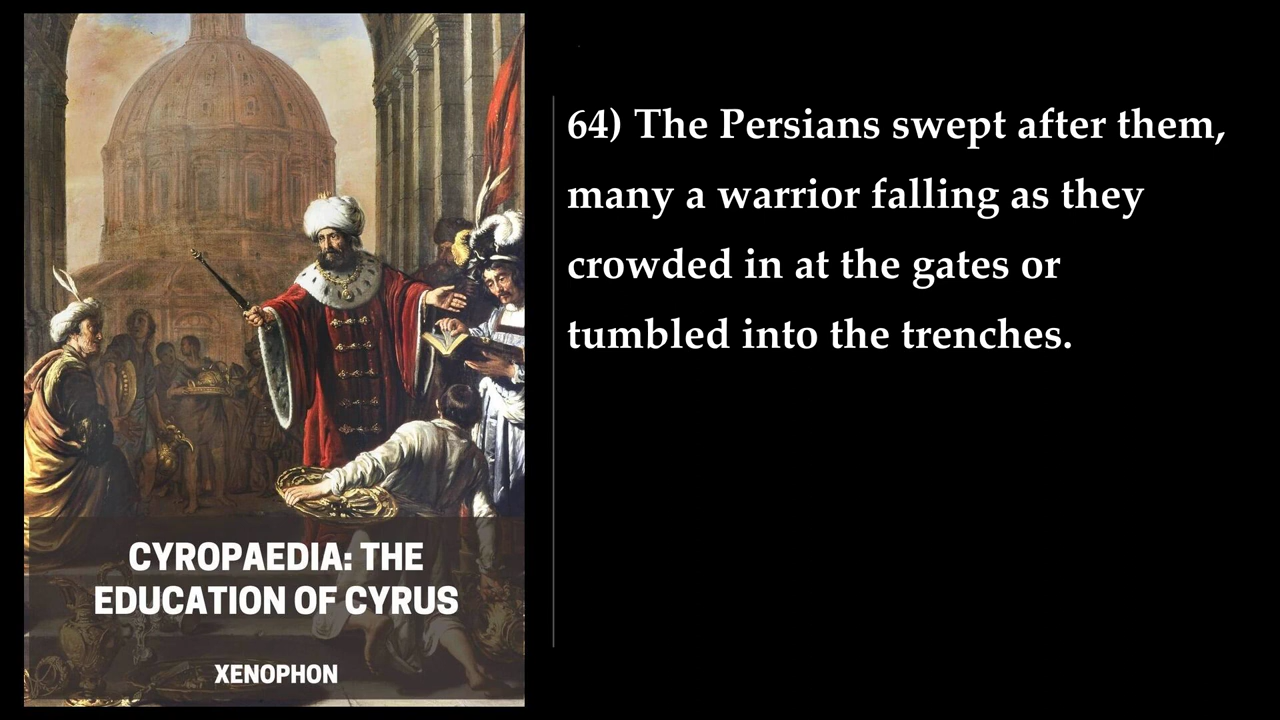 64) The Persians swept after them,
many a warrior falling as they
crowded in at the gates or
tumbled into the trenches.
CYROPAEDIA: THE
EDUCATION OF CYRUS
XENOPHON